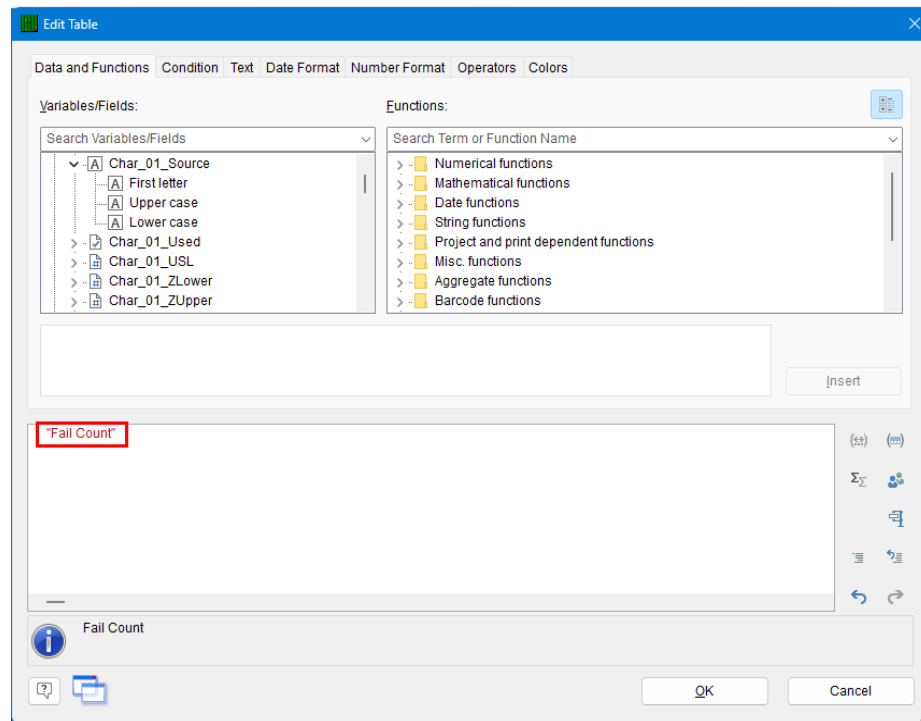 Edit Table
Data and Functions Condition Text Date Format Number Format Operators Colors
Variables/Fields: Functions:
Search Variables/Fields Search Term or Function Name
A Char_01_Source Numerical functions
A First letter Mathematical functions
A Upper case Date functions
A Lower case String functions
Char_01_Used Project and print dependent functions
# Char_01_USL Misc. functions
# Char_01_ZLower Aggregate functions
# Char_01_ZUpper Barcode functions
Insert
"Fail Count"
Σ Σ
Fail Count
OK Cancel